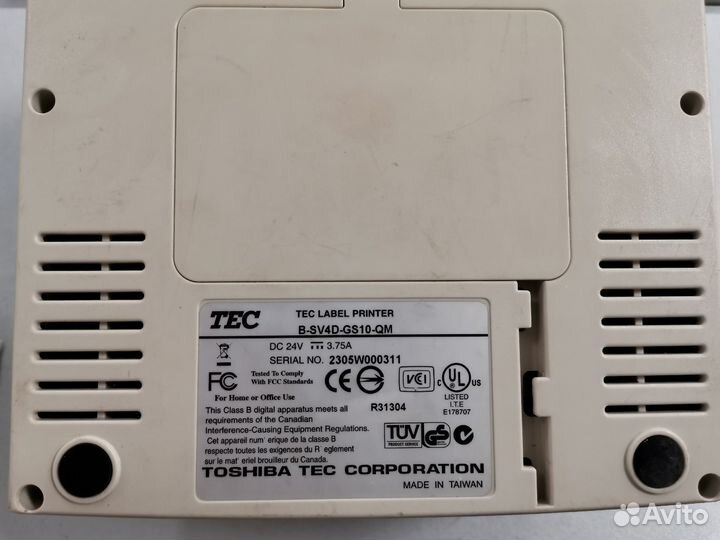 TEC
TEC LABEL PRINTER
B-SV4D-GS10-QM
DC 24V 3.75A
SERIAL NO. 2305W000311
FC
Tested To Comply
With FCC Standards
For Home or Office Use
CE
VCI
C UL US
LISTED
I.T.E
E178707
R31304
This Class B digital apparatus meets all
requirements of the Canadian
Interference-Causing Equipment Regulations.
Cet appareil num' erique de la classe B
respecte toutes les exigences du R' eglement
sur le mat' eriel brouilleur du Canada.
TÜV
PRODUCT SERVICE
GS
TOSHIBA TEC CORPORATION
MADE IN TAIWAN
Avito